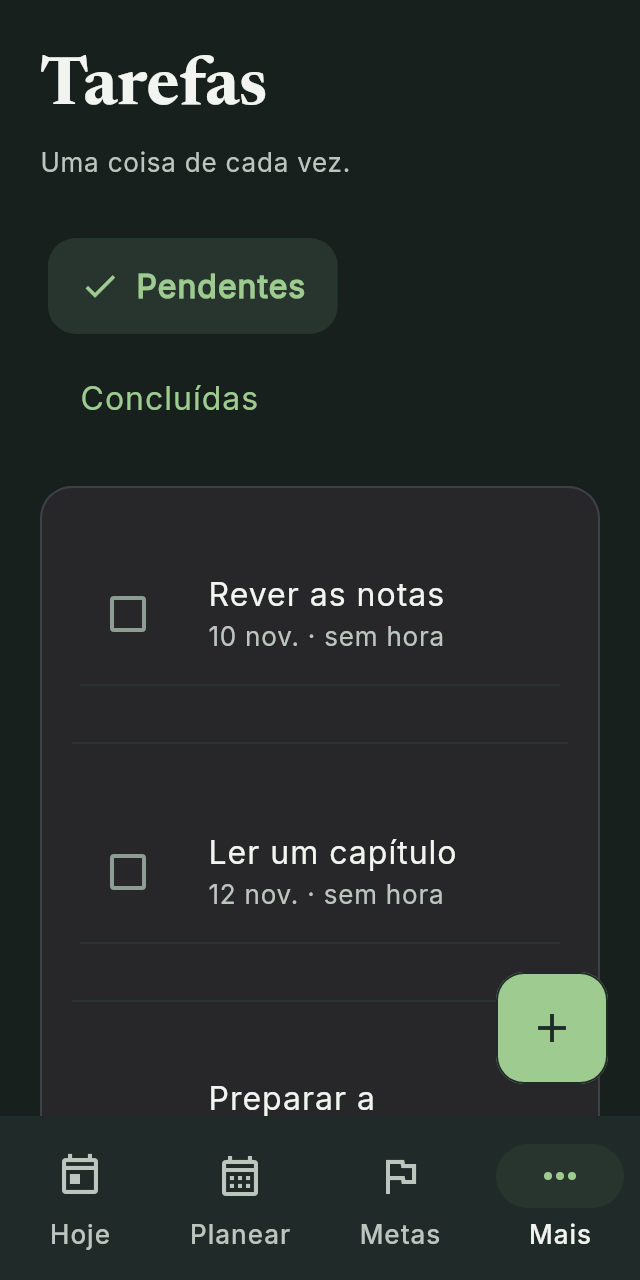 Tarefas
Uma coisa de cada vez.
Pendentes
Concluídas
Rever as notas
10 nov. · sem hora
Ler um capítulo
12 nov. · sem hora
Preparar a
Hoje
Planear
Metas
Mais